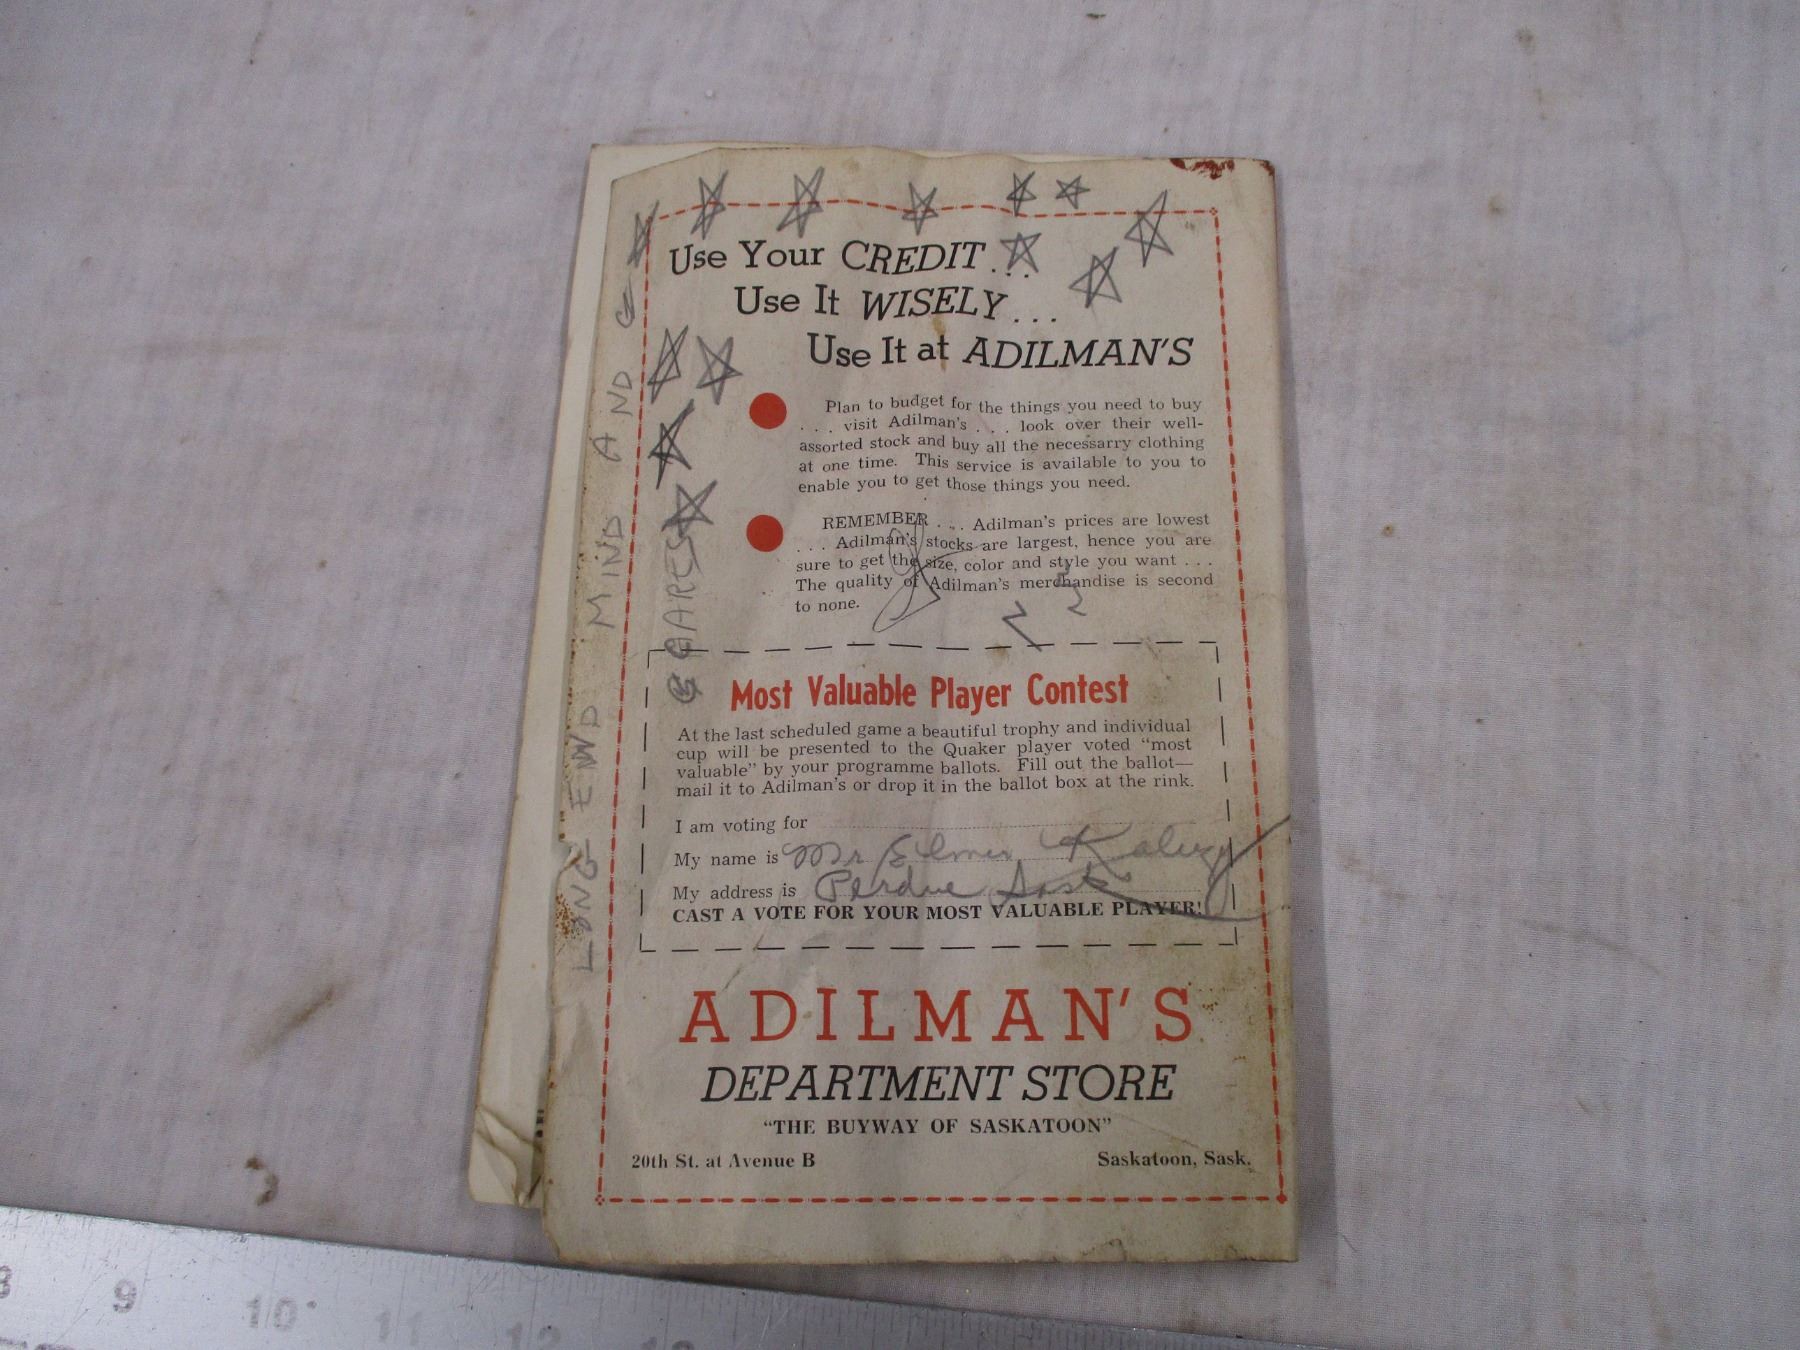 Use Your CREDIT...
Use It WISELY...
Use It at ADILMAN'S
Plan to budget for the things you need to buy
... visit Adilman's ... look over their well-
assorted stock and buy all the necessarry clothing
at one time. This service is available to you to
enable you to get those things you need.
REMEMBER ... Adilman's prices are lowest
... Adilman's stocks are largest, hence you are
sure to get the size, color and style you want ...
The quality of Adilman's merchandise is second
to none.
Most Valuable Player Contest
At the last scheduled game a beautiful trophy and individual
cup will be presented to the Quaker player voted "most
valuable" by your programme ballots. Fill out the ballot—
mail it to Adilman's or drop it in the ballot box at the rink.
I am voting for
My name is Mr Elmer
My address is Perdue Sask
CAST A VOTE FOR YOUR MOST VALUABLE PLAYER!
ADILMAN'S
DEPARTMENT STORE
"THE BUYWAY OF SASKATOON"
20th St. at Avenue B Saskatoon, Sask.
MIND AND
9 10 11 12 13